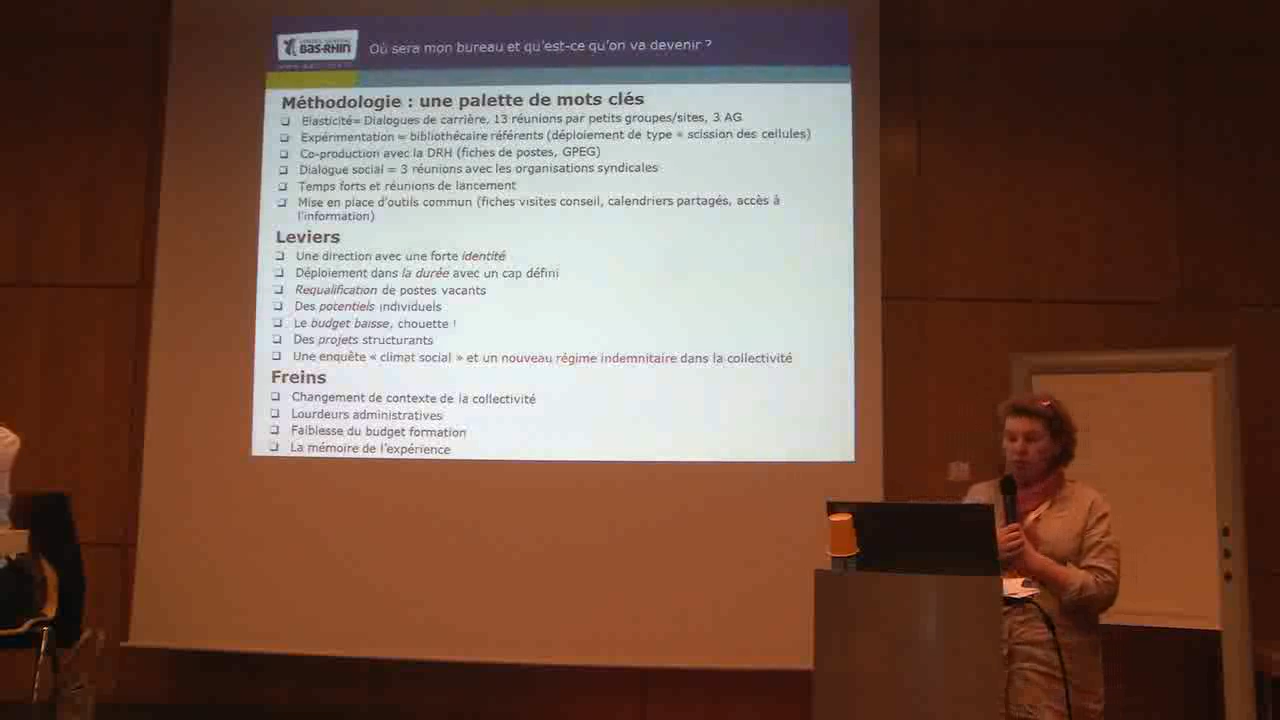 CONSEIL GÉNÉRAL
BAS-RHIN
Où sera mon bureau et qu'est-ce qu'on va devenir ?
Méthodologie : une palette de mots clés
❑ Elasticité= Dialogues de carrière, 13 réunions par petits groupes/sites, 3 AG
❑ Expérimentation = bibliothécaire référents (déploiement de type « scission des cellules)
❑ Co-production avec la DRH (fiches de postes, GPEG)
❑ Dialogue social = 3 réunions avec les organisations syndicales
❑ Temps forts et réunions de lancement
❑ Mise en place d'outils commun (fiches visites conseil, calendriers partagés, accès à
l'information)
Leviers
❑ Une direction avec une forte identité
❑ Déploiement dans la durée avec un cap défini
❑ Requalification de postes vacants
❑ Des potentiels individuels
❑ Le budget baisse, chouette !
❑ Des projets structurants
❑ Une enquête « climat social » et un nouveau régime indemnitaire dans la collectivité
Freins
❑ Changement de contexte de la collectivité
❑ Lourdeurs administratives
❑ Faiblesse du budget formation
❑ La mémoire de l'expérience